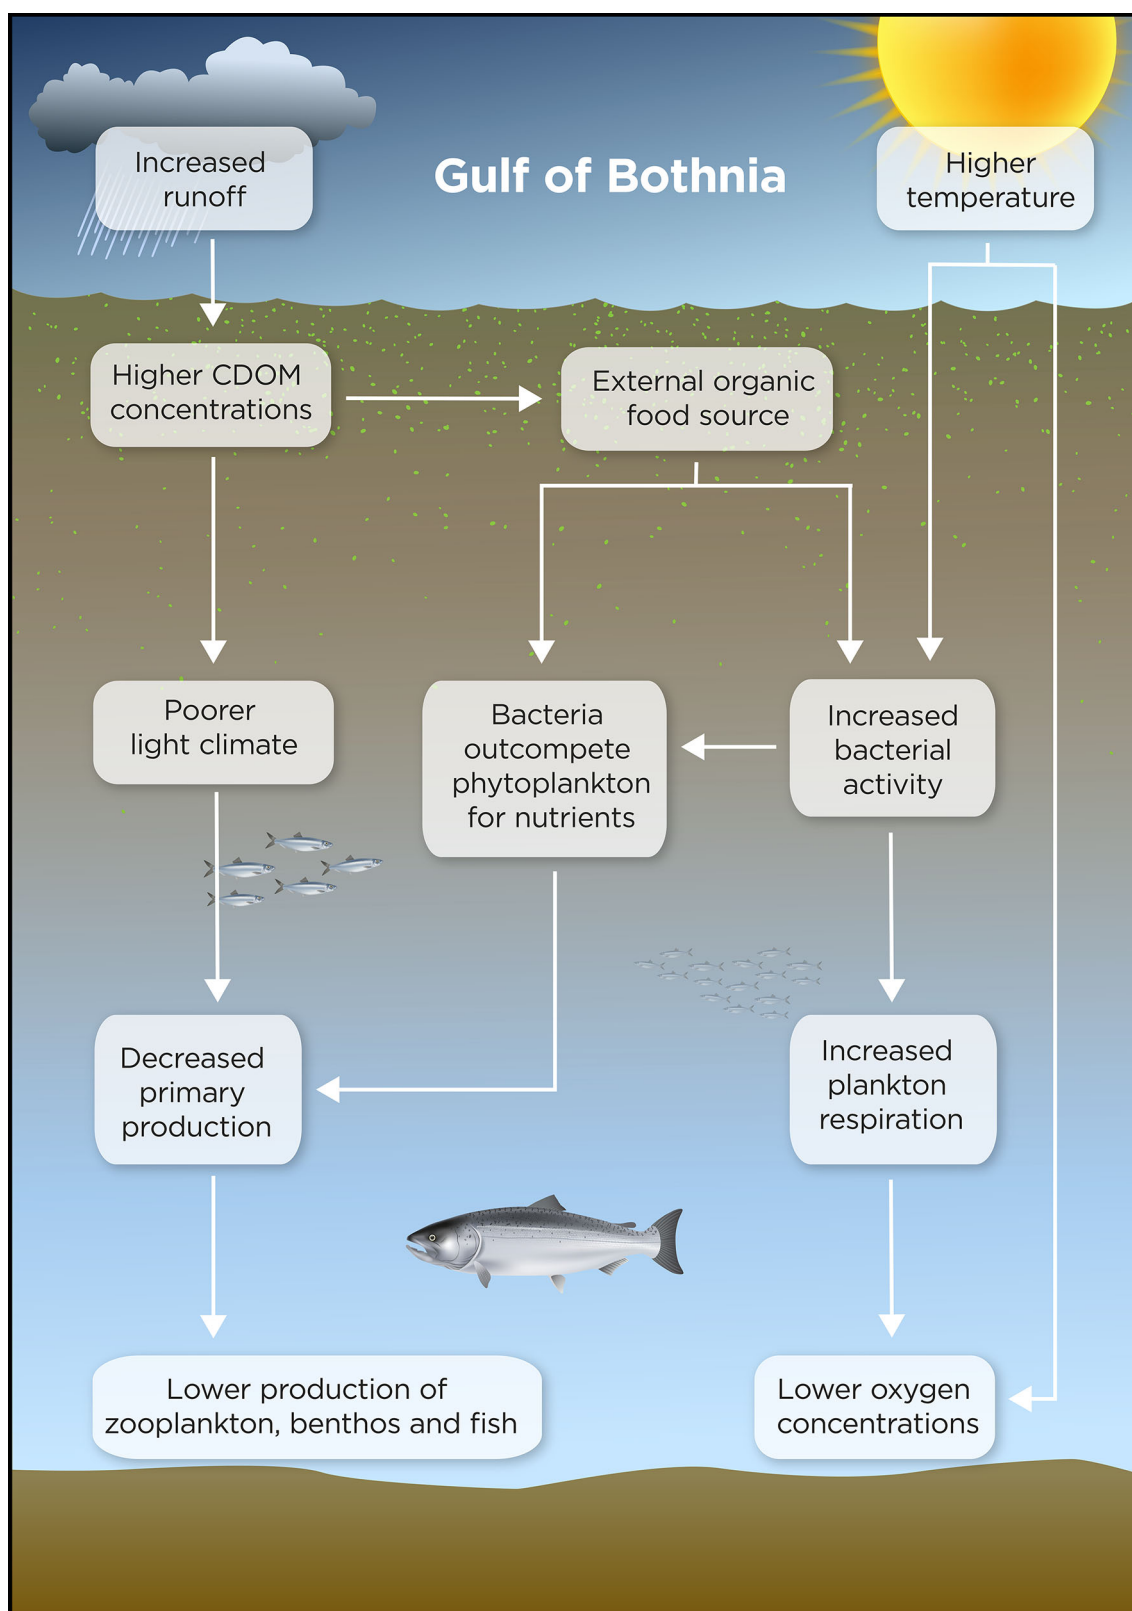 Increased
runoff
Gulf of Bothnia
Higher
temperature
Higher CDOM
concentrations
External organic
food source
Poorer
light climate
Bacteria
outcompete
phytoplankton
for nutrients
Increased
bacterial
activity
Decreased
primary
production
Increased
plankton
respiration
Lower production of
zooplankton, benthos and fish
Lower oxygen
concentrations